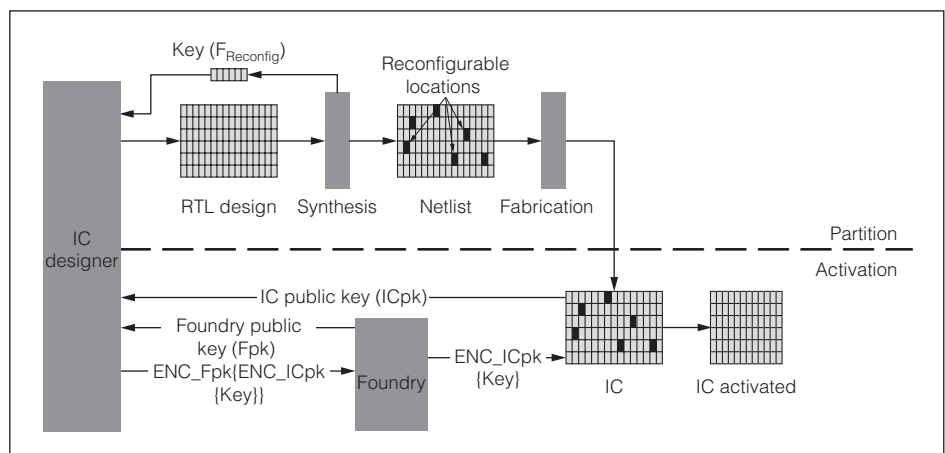 Key (FReconfig)
Reconfigurable
locations
RTL design
Synthesis
Netlist
Fabrication
IC
designer
Partition
Activation
IC public key (ICpk)
Foundry public
key (Fpk)
ENC_Fpk{ENC_ICpk
{Key}}
Foundry
ENC_ICpk
{Key}
IC
IC activated